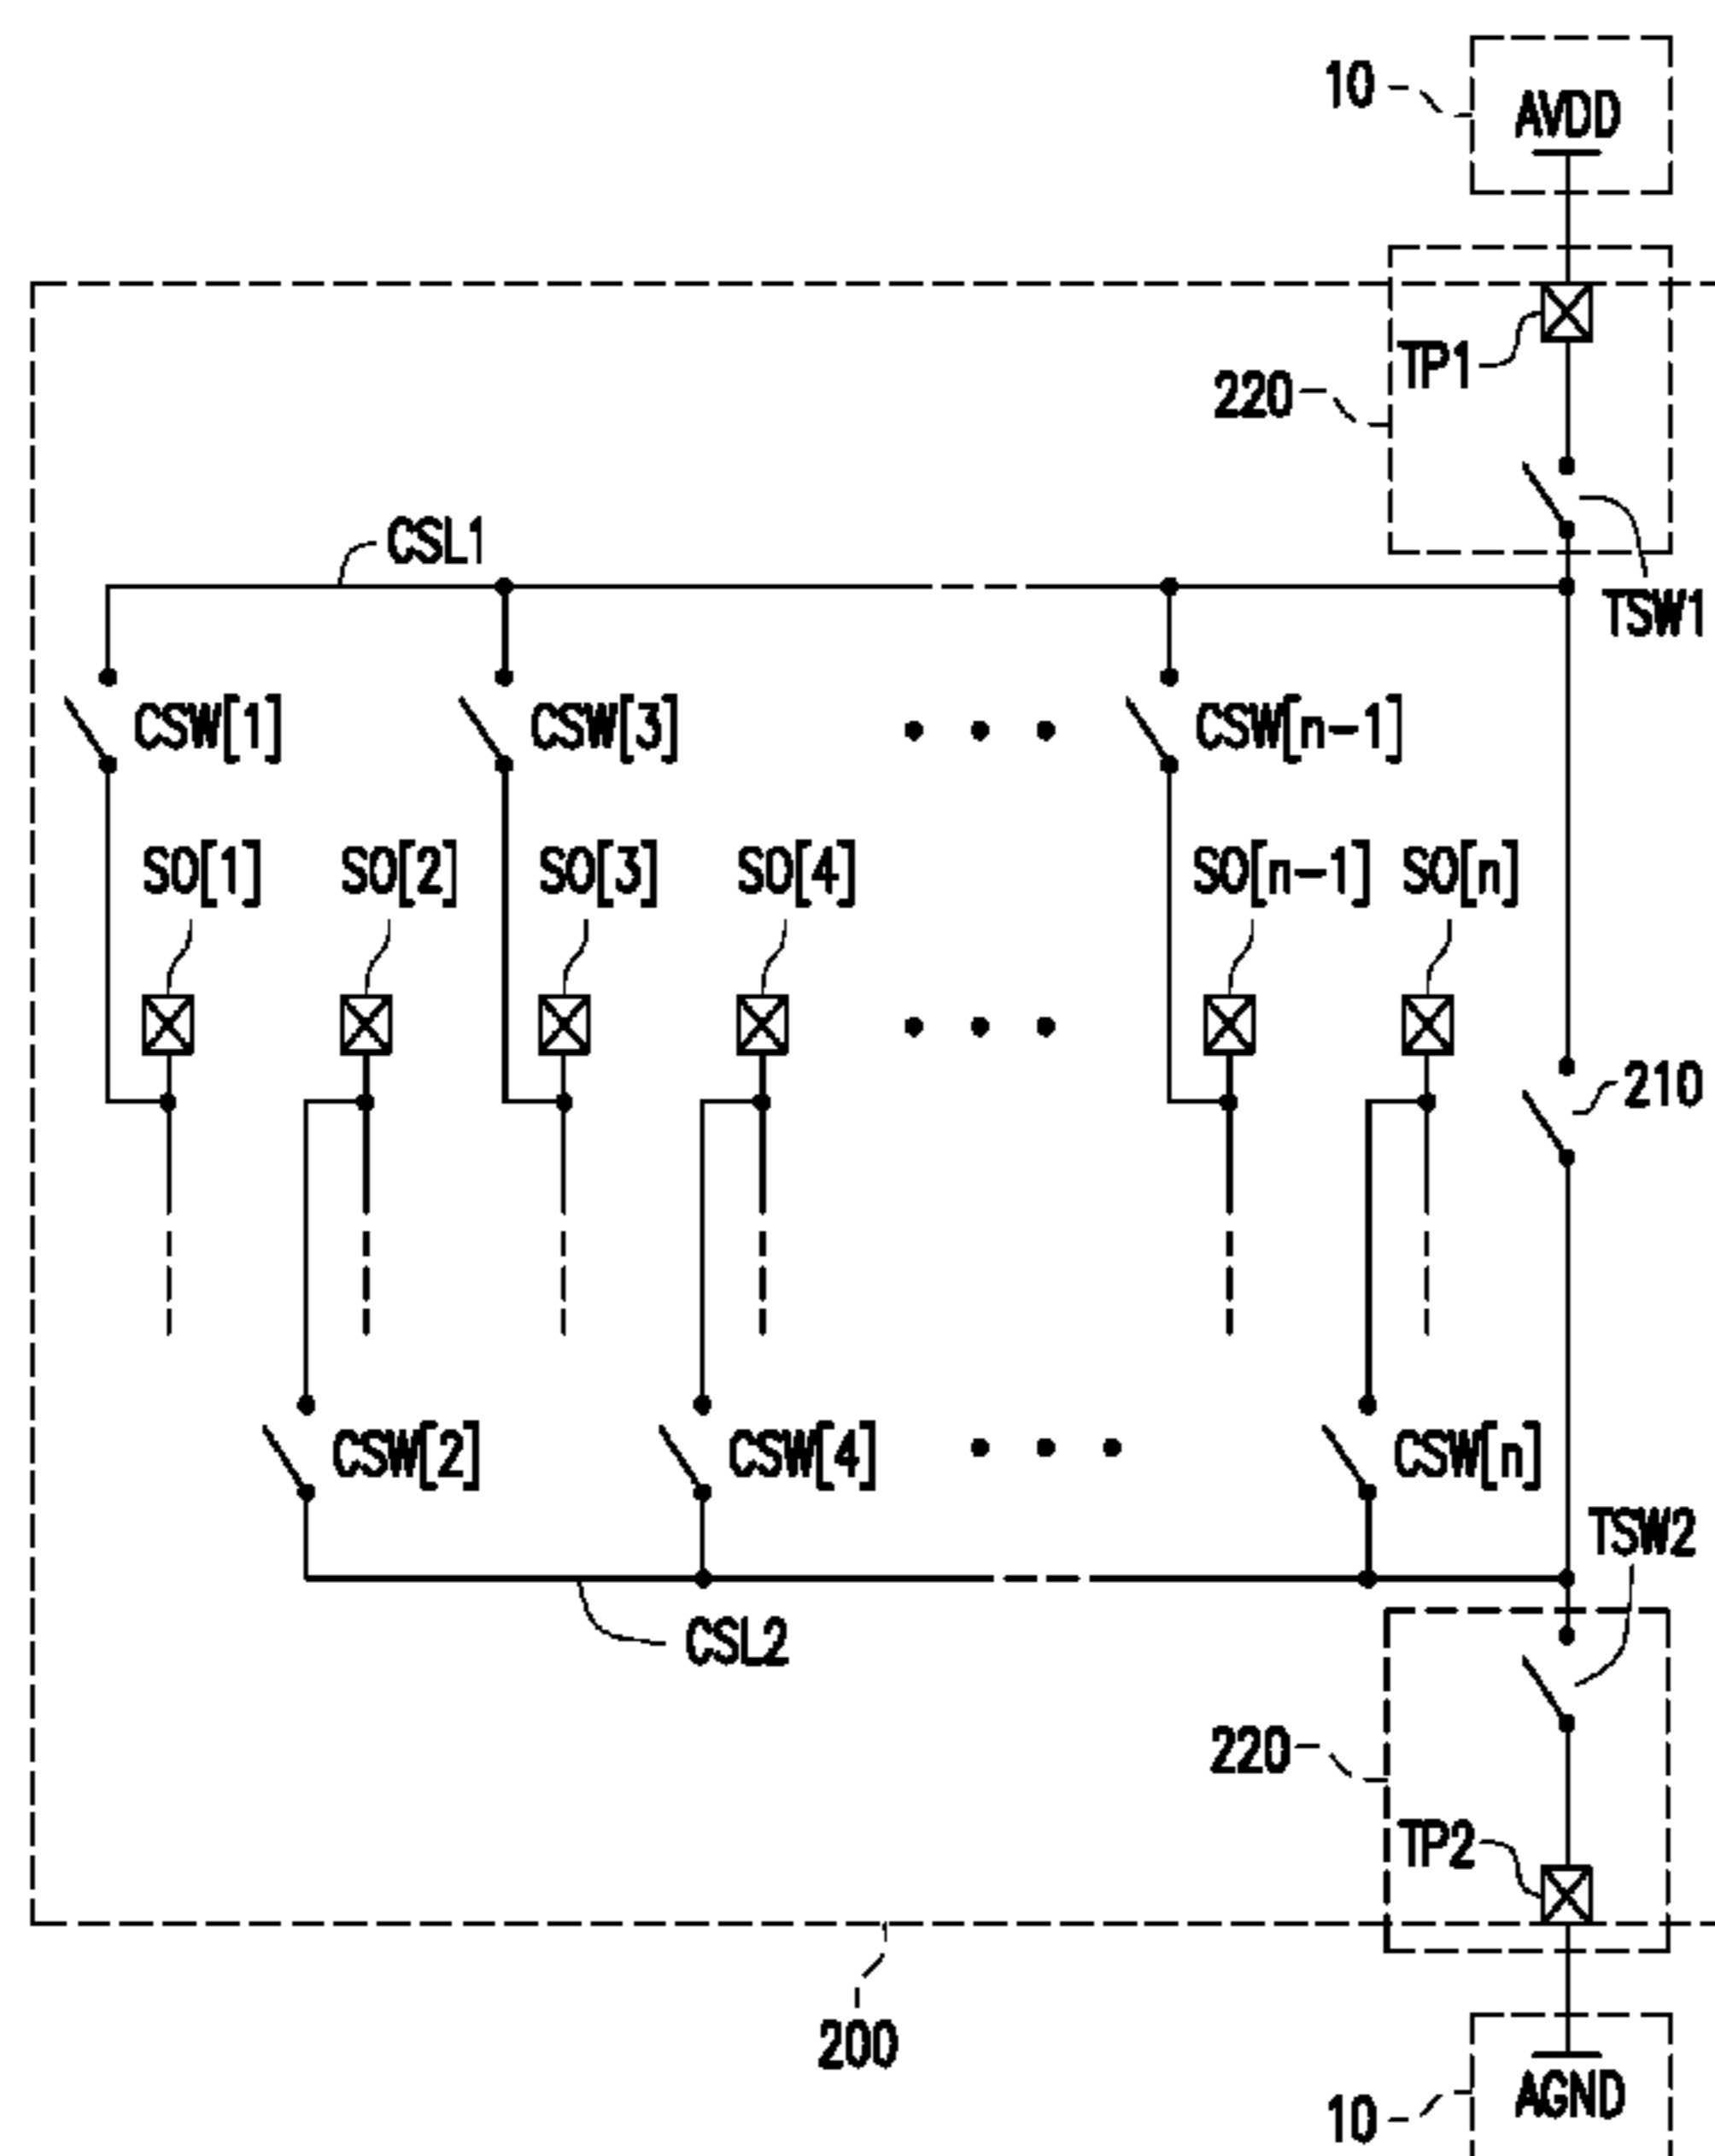 10
AVDD
TP1
220
CSL1
TSW1
CSW[1]
CSW[3]
CSW[n-1]
SO[1]
SO[2]
SO[3]
SO[4]
SO[n-1]
SO[n]
210
CSW[2]
CSW[4]
CSW[n]
TSW2
CSL2
220
TP2
200
10
AGND